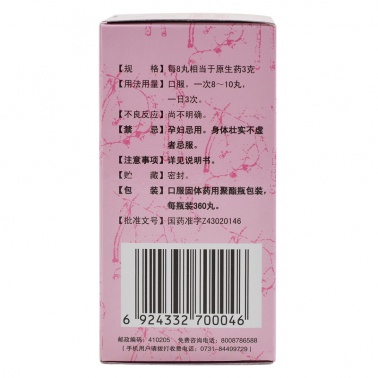 【规　　格】每8丸相当于原生药3克
【用法用量】口服。一次8～10丸，
一日3次。
【不良反应】尚不明确。
【禁　　忌】孕妇忌用。身体壮实不虚
者忌服。
【注意事项】详见说明书。
【贮　　藏】密封。
【包　　装】口服固体药用聚酯瓶包装，
每瓶装360丸。
【批准文号】国药准字Z43020146
6 924332 700046
邮政编码：410205　免费咨询电话：8008786588
（手机用户请拨打收费电话：0731-84499729）